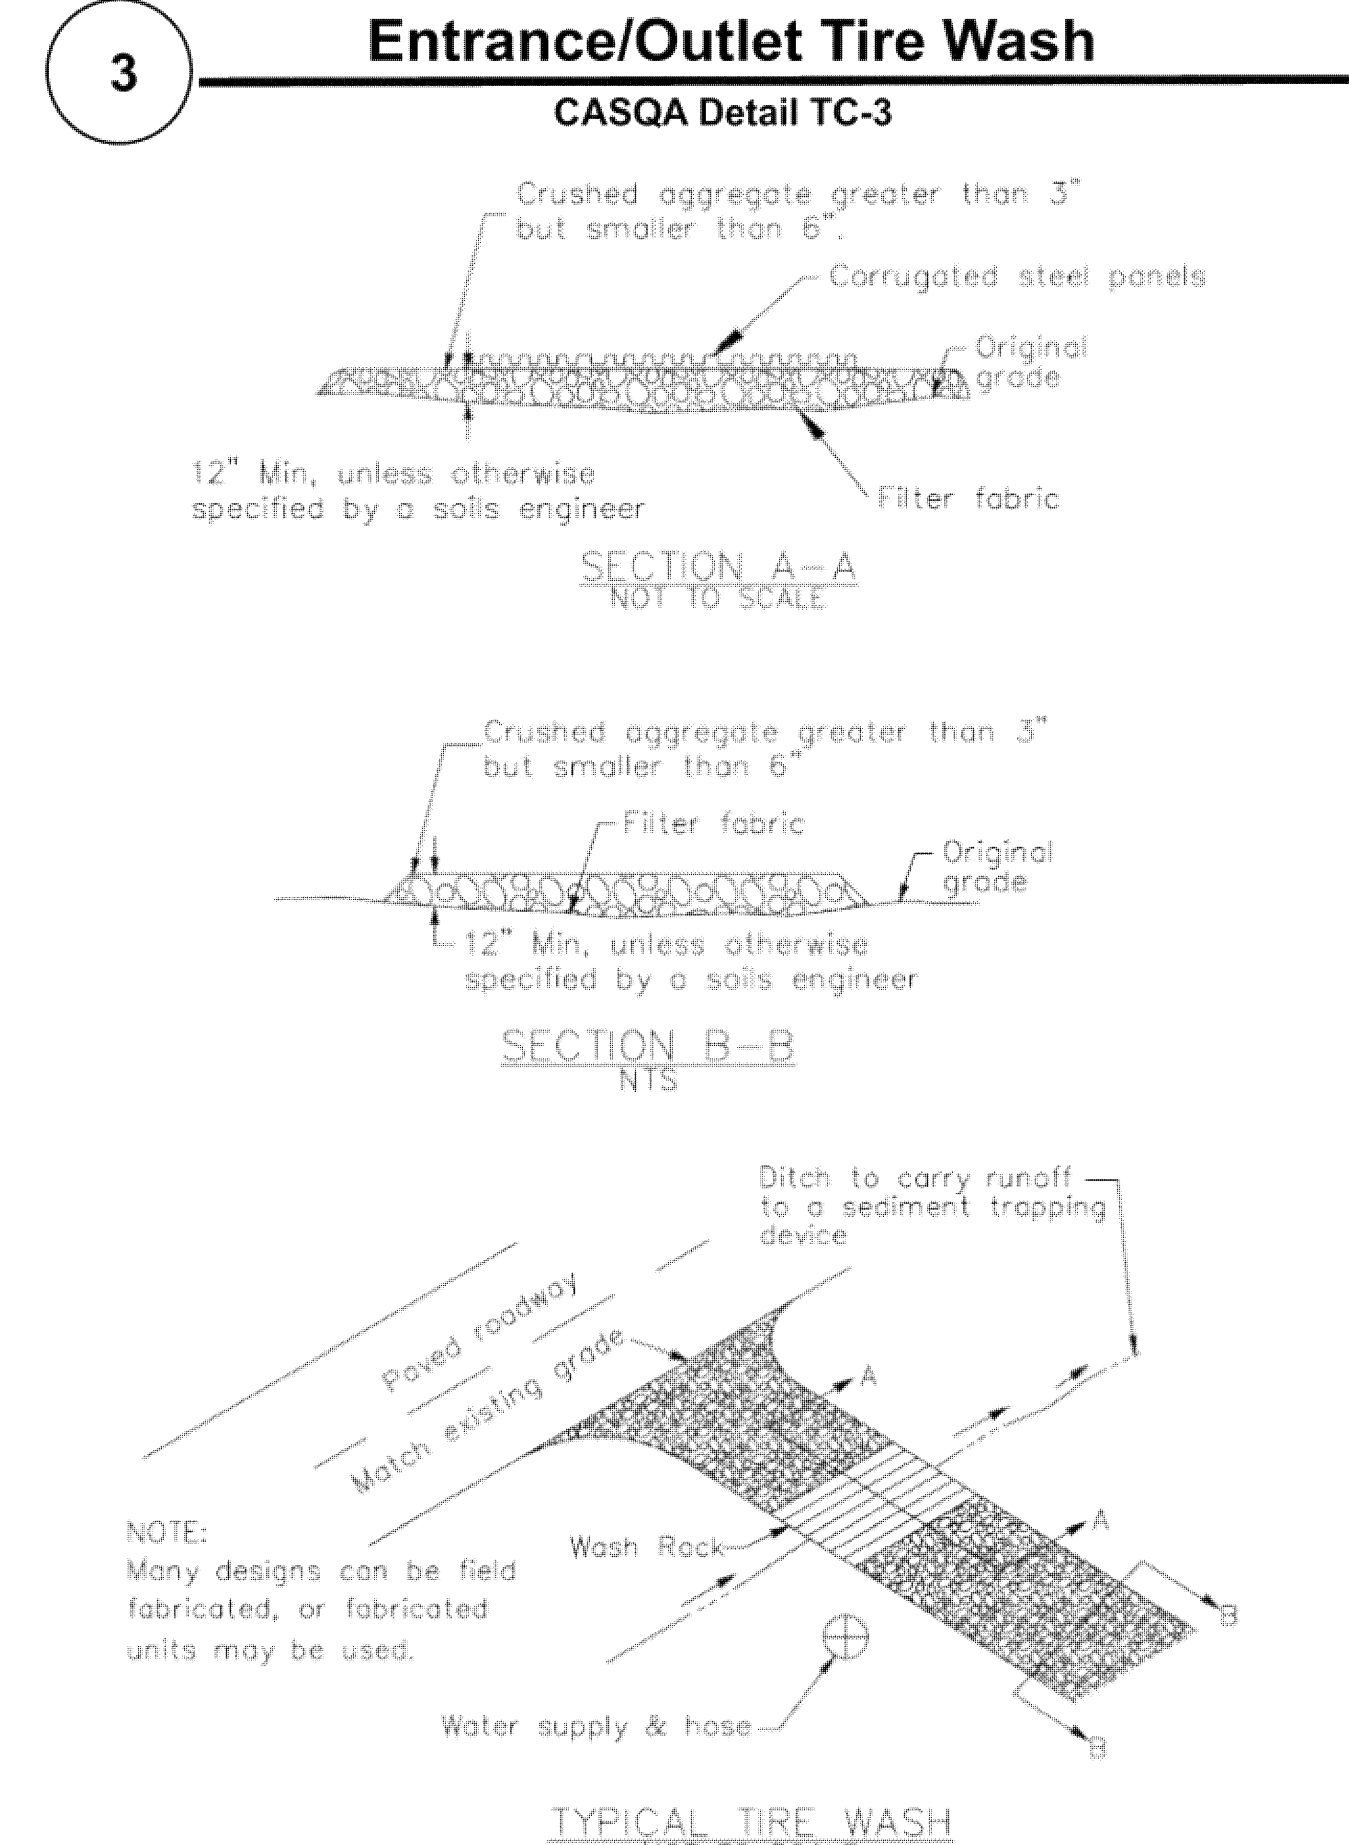 3
Entrance/Outlet Tire Wash
CASQA Detail TC-3
Crushed aggregate greater than 3"
but smaller than 6".
Corrugated steel panels
Original
grade
12" Min, unless otherwise
specified by a soils engineer
Filter fabric
SECTION A-A
NOT TO SCALE
Crushed aggregate greater than 3"
but smaller than 6"
Filter fabric
Original
grade
12" Min, unless otherwise
specified by a soils engineer
SECTION B-B
NTS
Ditch to carry runoff
to a sediment trapping
device
Paved roadway
Match existing grade
A
A
Wash Rock
NOTE:
Many designs can be field
fabricated, or fabricated
units may be used.
B
Water supply & hose
B
TYPICAL TIRE WASH